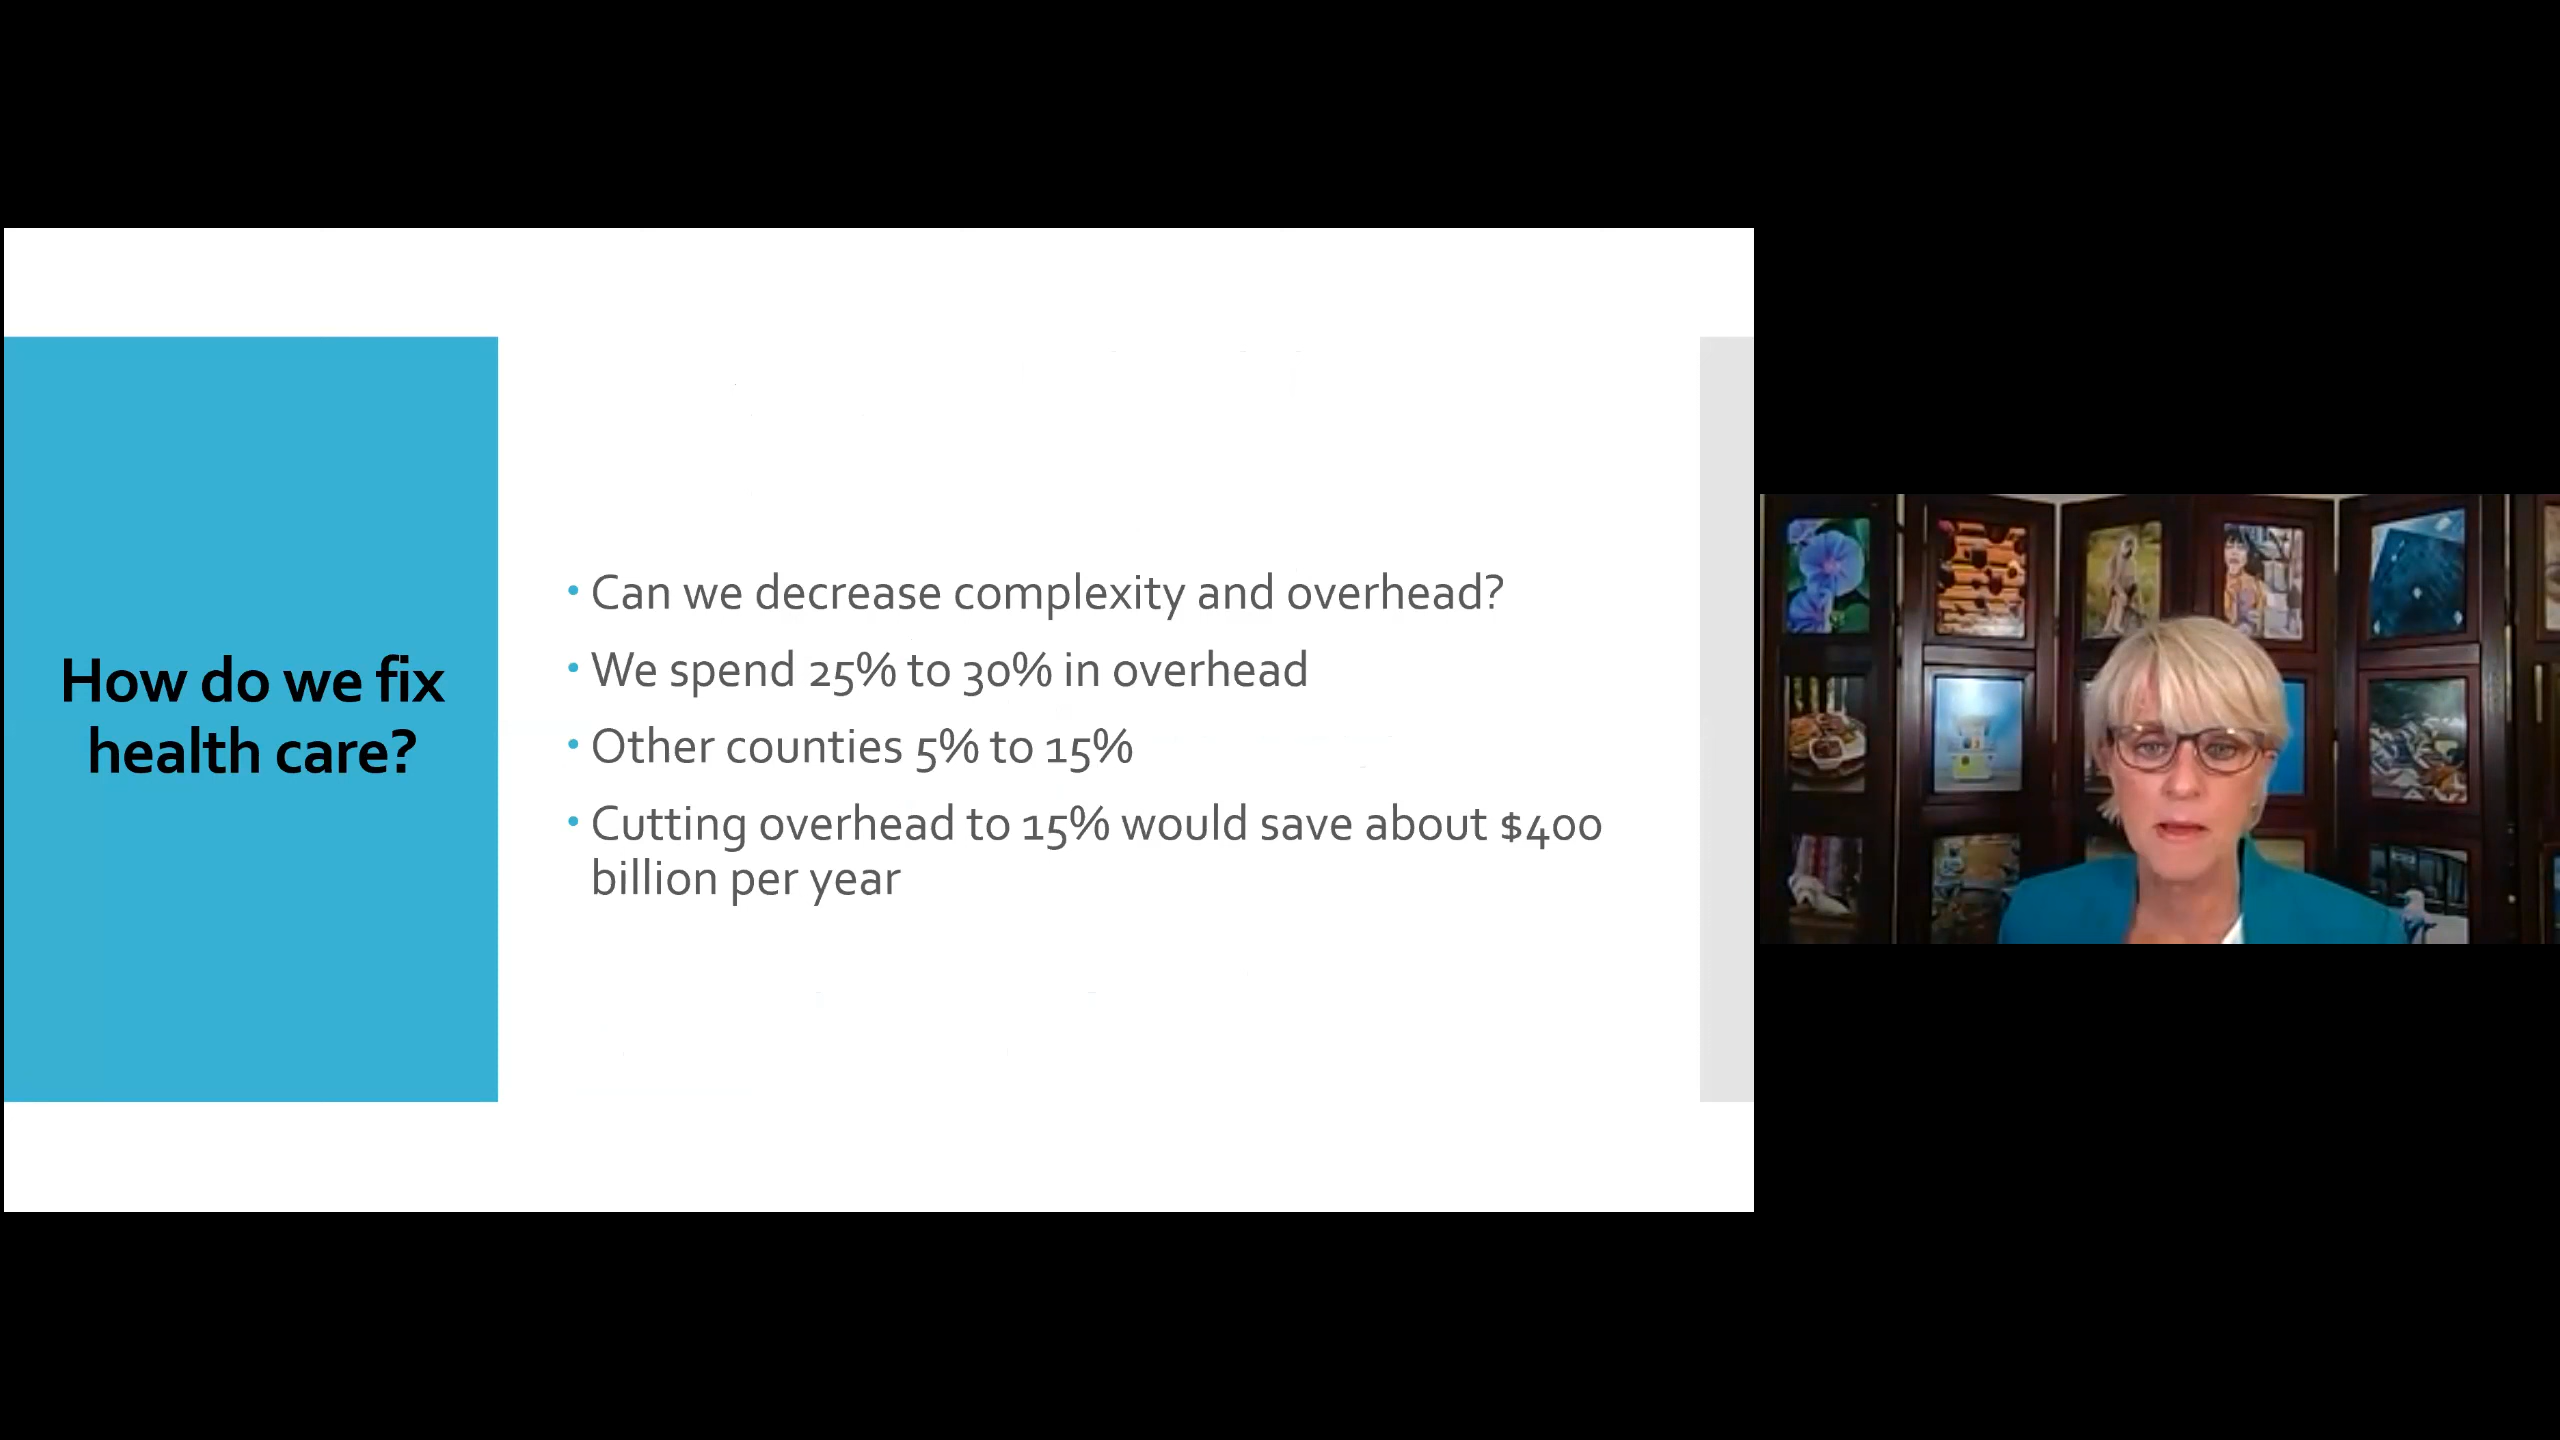 How do we fix
health care?
• Can we decrease complexity and overhead?
• We spend 25% to 30% in overhead
• Other counties 5% to 15%
• Cutting overhead to 15% would save about $400
billion per year